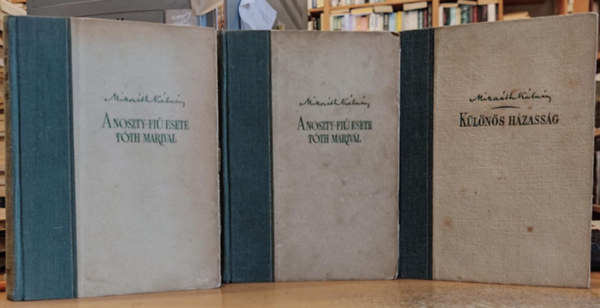 Mikszáth Kálmán
A NOSZTY-FIÚ ESETE
TÓTH MARIVAL
Mikszáth Kálmán
A NOSZTY-FIÚ ESETE
TÓTH MARIVAL
Mikszáth Kálmán
KÜLÖNÖS HÁZASSÁG